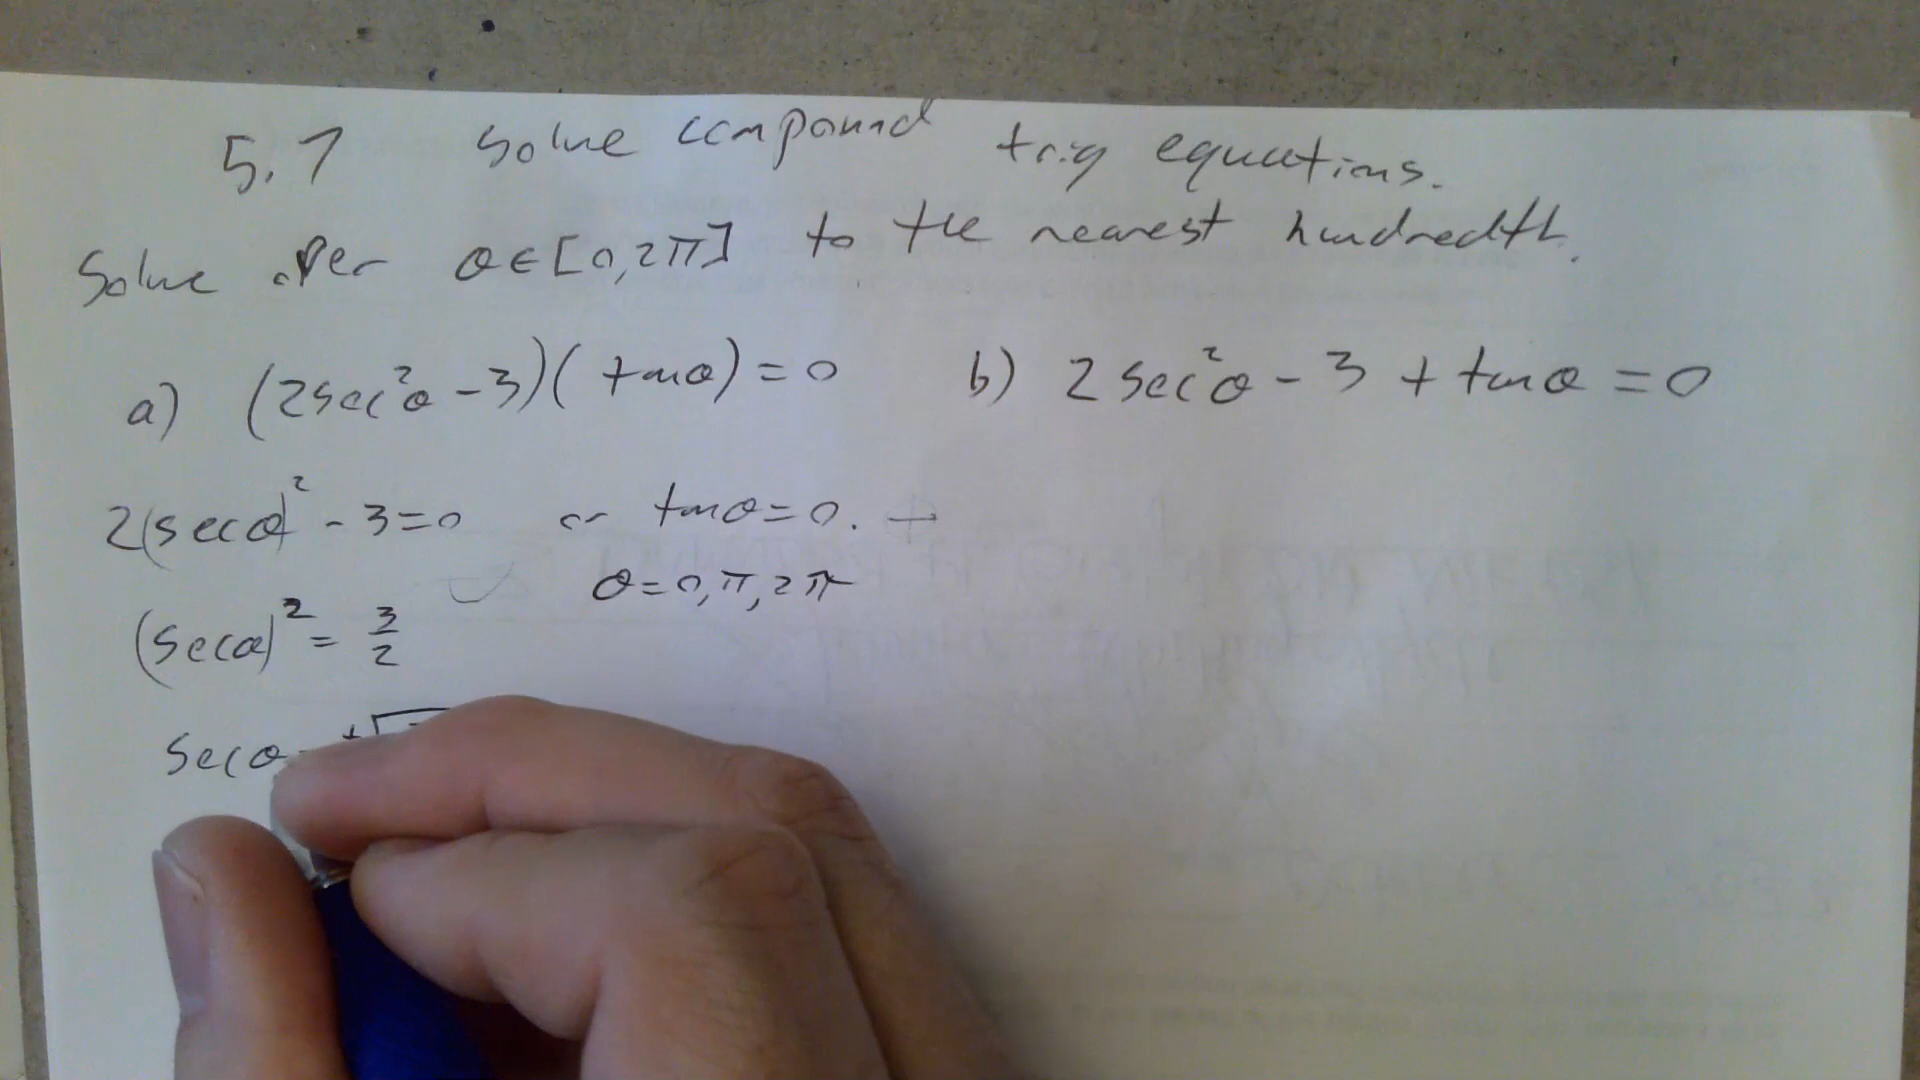 5.7 Solve compound trig equations.
Solve for θ∈[0,2π] to the nearest hundredth.
a) (2sec²θ-3)(tanθ)=0 b) 2sec²θ-3+tanθ=0
2(secθ)²-3=0 or tanθ=0.
θ=0,π,2π
(secθ)²=3/2
secθ ±√